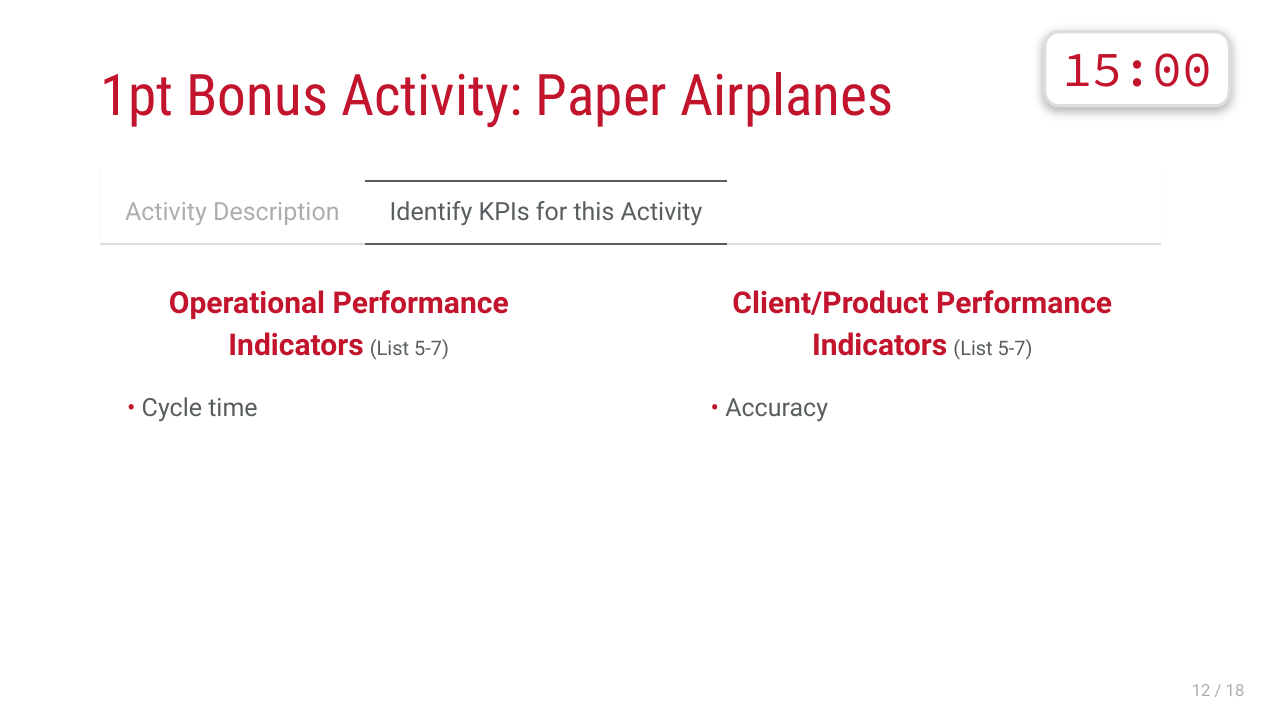 15:00
1pt Bonus Activity: Paper Airplanes
Activity Description
Identify KPIs for this Activity
Operational Performance
Indicators (List 5-7)
• Cycle time
Client/Product Performance
Indicators (List 5-7)
• Accuracy
12 / 18